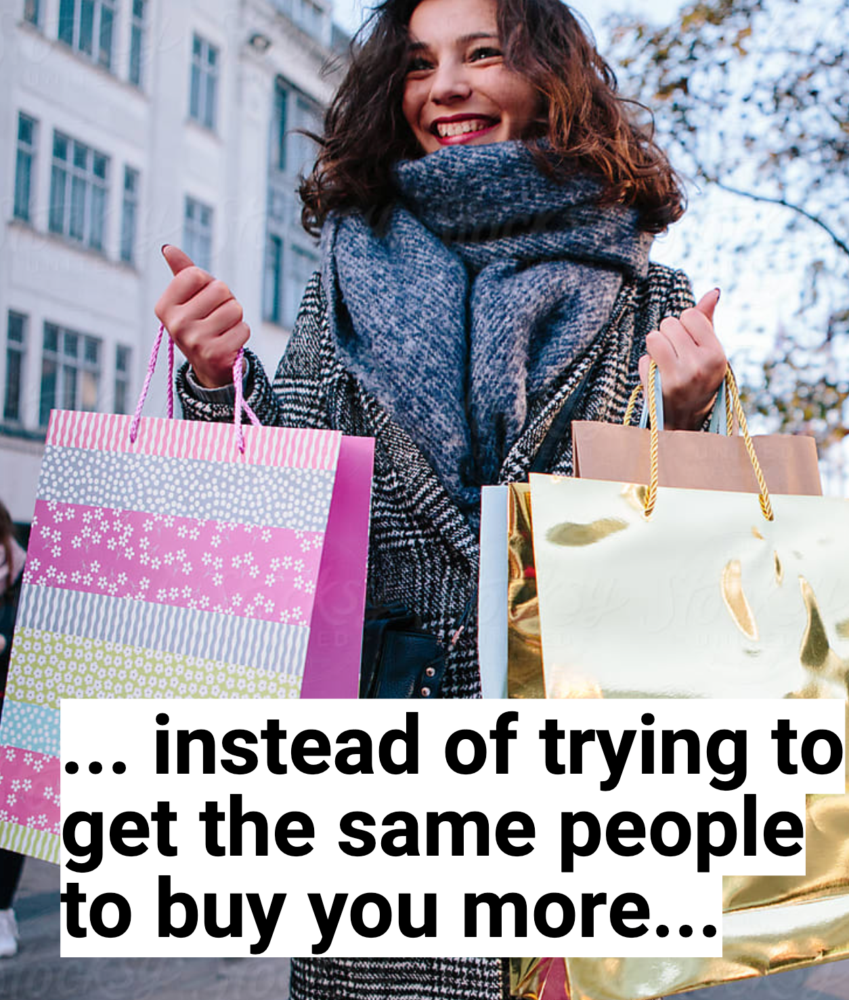 ... instead of trying to
get the same people
to buy you more...